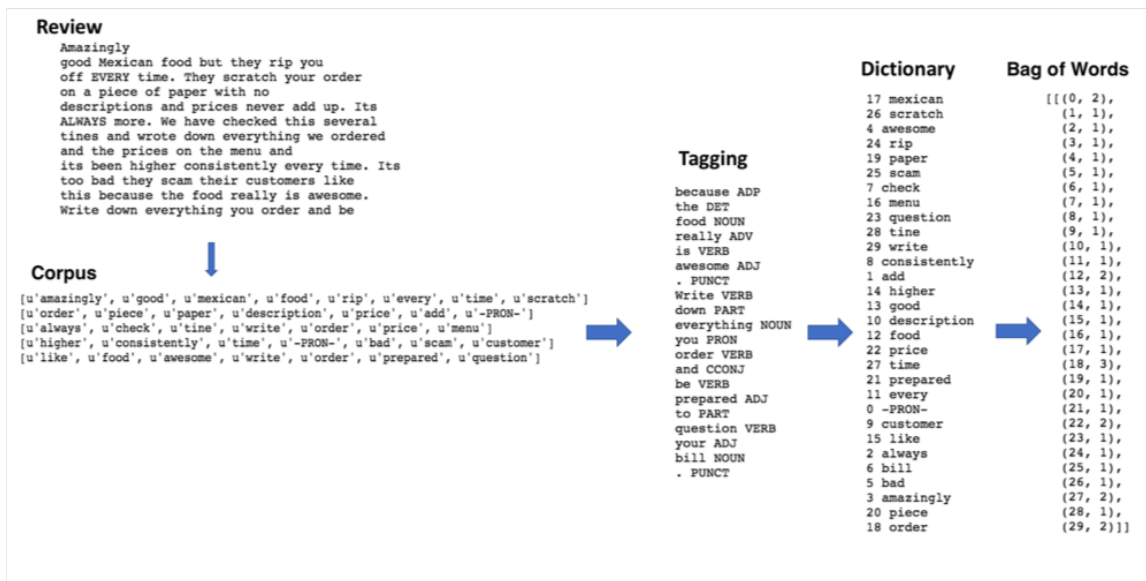 Review
Amazingly
good Mexican food but they rip you
off EVERY time. They scratch your order
on a piece of paper with no
descriptions and prices never add up. Its
ALWAYS more. We have checked this several
tines and wrote down everything we ordered
and the prices on the menu and
its been higher consistently every time. Its
too bad they scam their customers like
this because the food really is awesome.
Write down everything you order and be
Corpus
[u'amazingly', u'good', u'mexican', u'food', u'rip', u'every', u'time', u'scratch']
[u'order', u'piece', u'paper', u'description', u'price', u'add', u'-PRON-']
[u'always', u'check', u'tine', u'write', u'order', u'price', u'menu']
[u'higher', u'consistently', u'time', u'-PRON-', u'bad', u'scam', u'customer']
[u'like', u'food', u'awesome', u'write', u'order', u'prepared', u'question']
Tagging
because ADP
the DET
food NOUN
really ADV
is VERB
awesome ADJ
. PUNCT
Write VERB
down PART
everything NOUN
you PRON
order VERB
and CCONJ
be VERB
prepared ADJ
to PART
question VERB
your ADJ
bill NOUN
. PUNCT
Dictionary
17 mexican
26 scratch
4 awesome
24 rip
19 paper
25 scam
7 check
16 menu
23 question
28 tine
29 write
8 consistently
1 add
14 higher
13 good
10 description
12 food
22 price
27 time
21 prepared
11 every
0 -PRON-
9 customer
15 like
2 always
6 bill
5 bad
3 amazingly
20 piece
18 order
Bag of Words
[[(0, 2),
(1, 1),
(2, 1),
(3, 1),
(4, 1),
(5, 1),
(6, 1),
(7, 1),
(8, 1),
(9, 1),
(10, 1),
(11, 1),
(12, 2),
(13, 1),
(14, 1),
(15, 1),
(16, 1),
(17, 1),
(18, 3),
(19, 1),
(20, 1),
(21, 1),
(22, 2),
(23, 1),
(24, 1),
(25, 1),
(26, 1),
(27, 2),
(28, 1),
(29, 2)]]